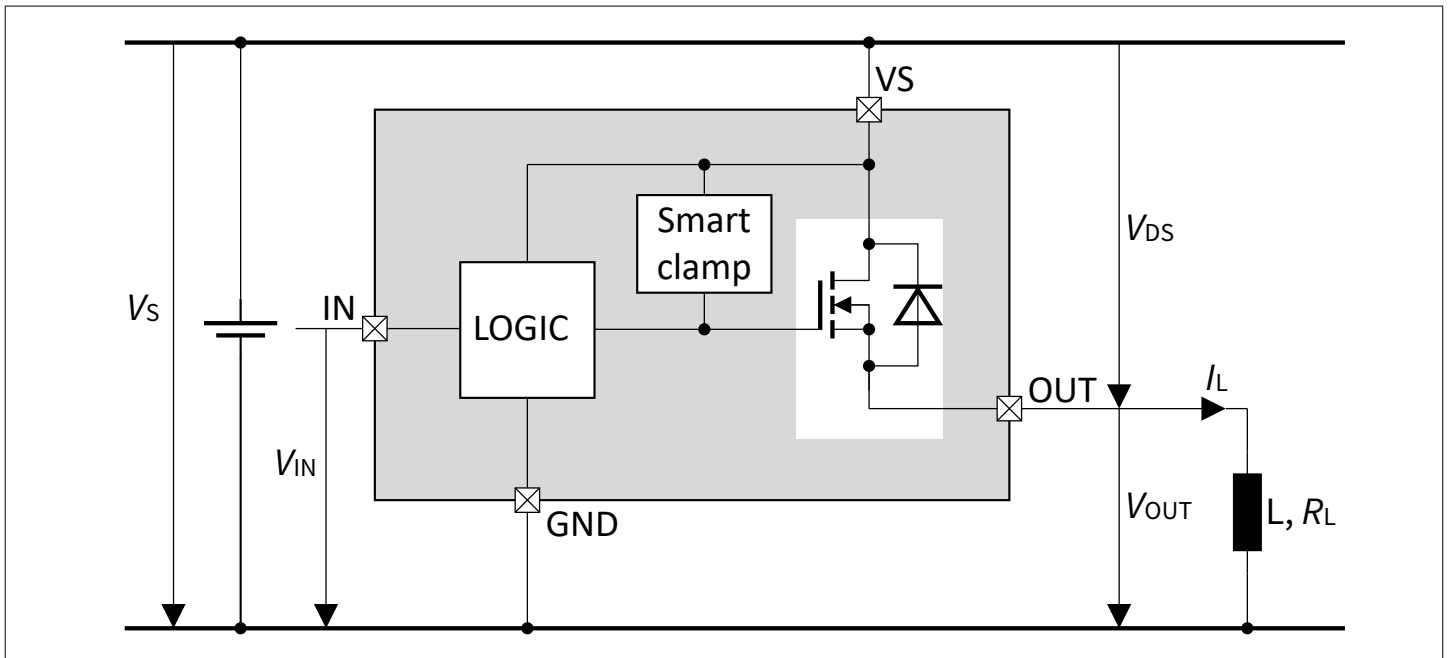 VS
Smart
clamp
VDS
VS
IN
LOGIC
OUT
IL
VIN
VOUT
L, RL
GND